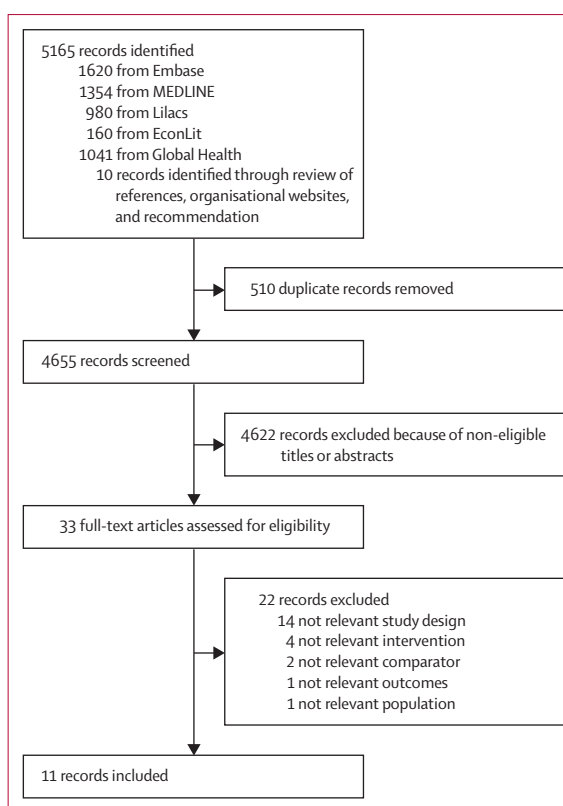 5165 records identified
1620 from Embase
1354 from MEDLINE
980 from Lilacs
160 from EconLit
1041 from Global Health
10 records identified through review of
references, organisational websites,
and recommendation
510 duplicate records removed
4655 records screened
4622 records excluded because of non-eligible
titles or abstracts
33 full-text articles assessed for eligibility
22 records excluded
14 not relevant study design
4 not relevant intervention
2 not relevant comparator
1 not relevant outcomes
1 not relevant population
11 records included